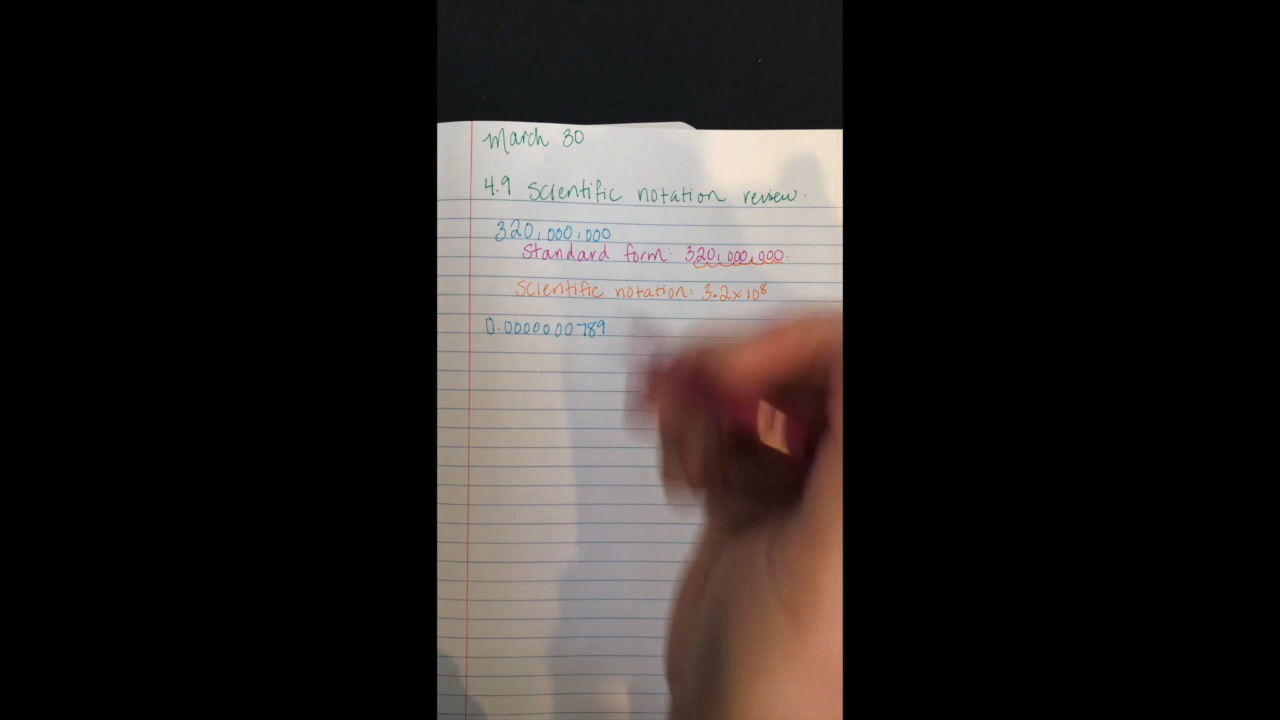 March 30
4.9 Scientific notation review.
320,000,000
Standard form: 320,000,000.
Scientific notation: 3.2×10⁸
0.0000000789